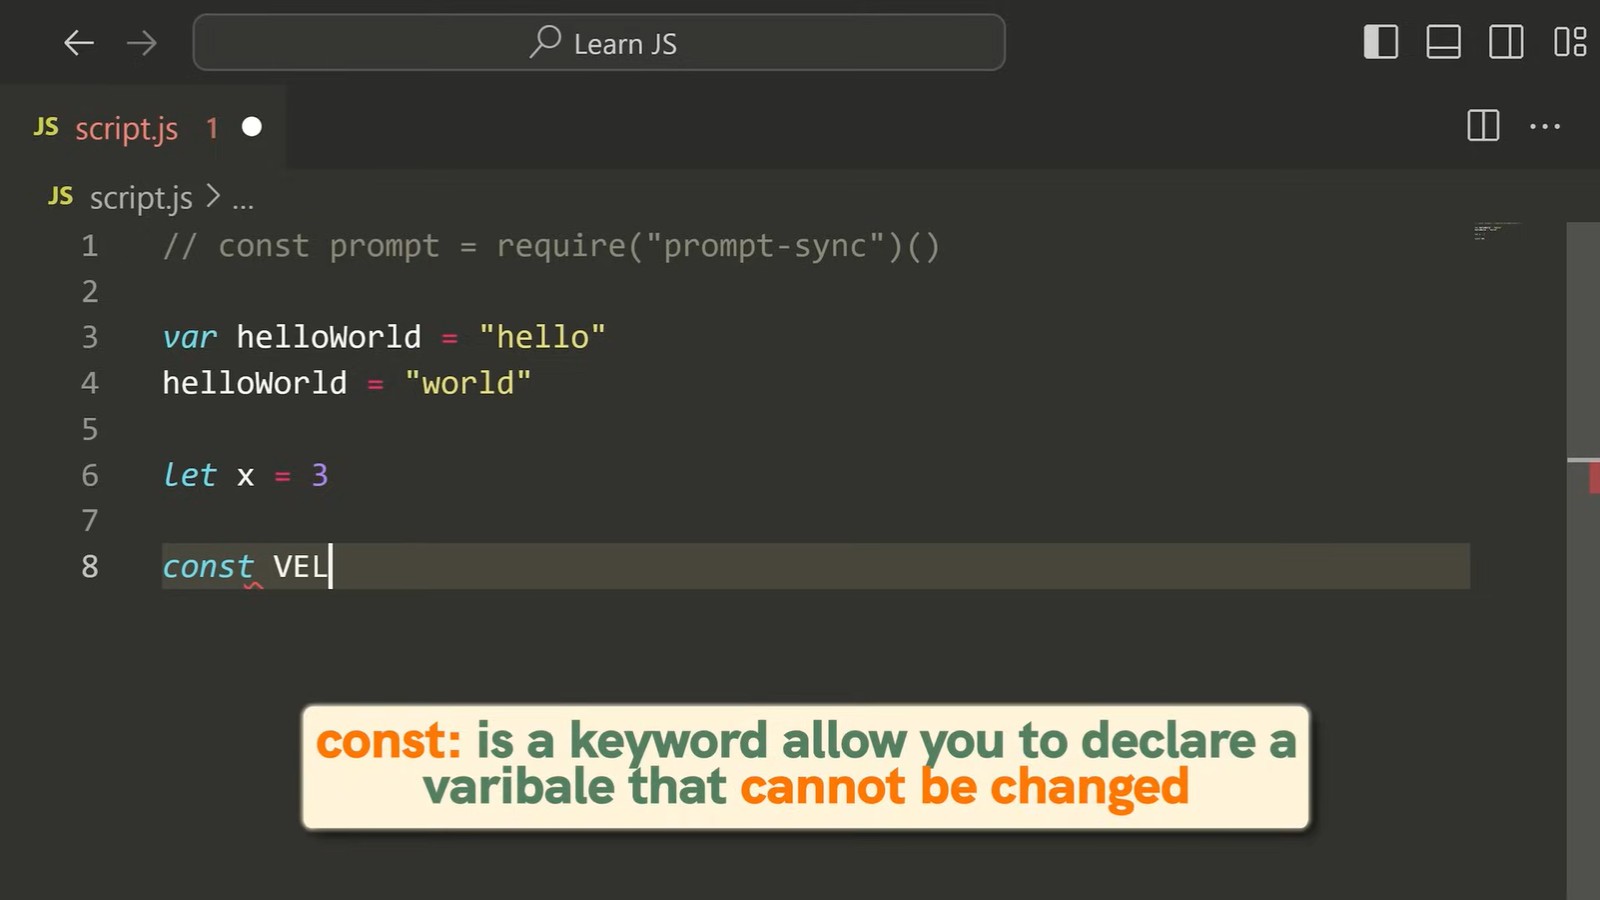 Learn JS
JS script.js 1
JS script.js > ...
1 // const prompt = require("prompt-sync")()
2
3 var helloWorld = "hello"
4 helloWorld = "world"
5
6 let x = 3
7
8 const VEL
const: is a keyword allow you to declare a
varibale that cannot be changed